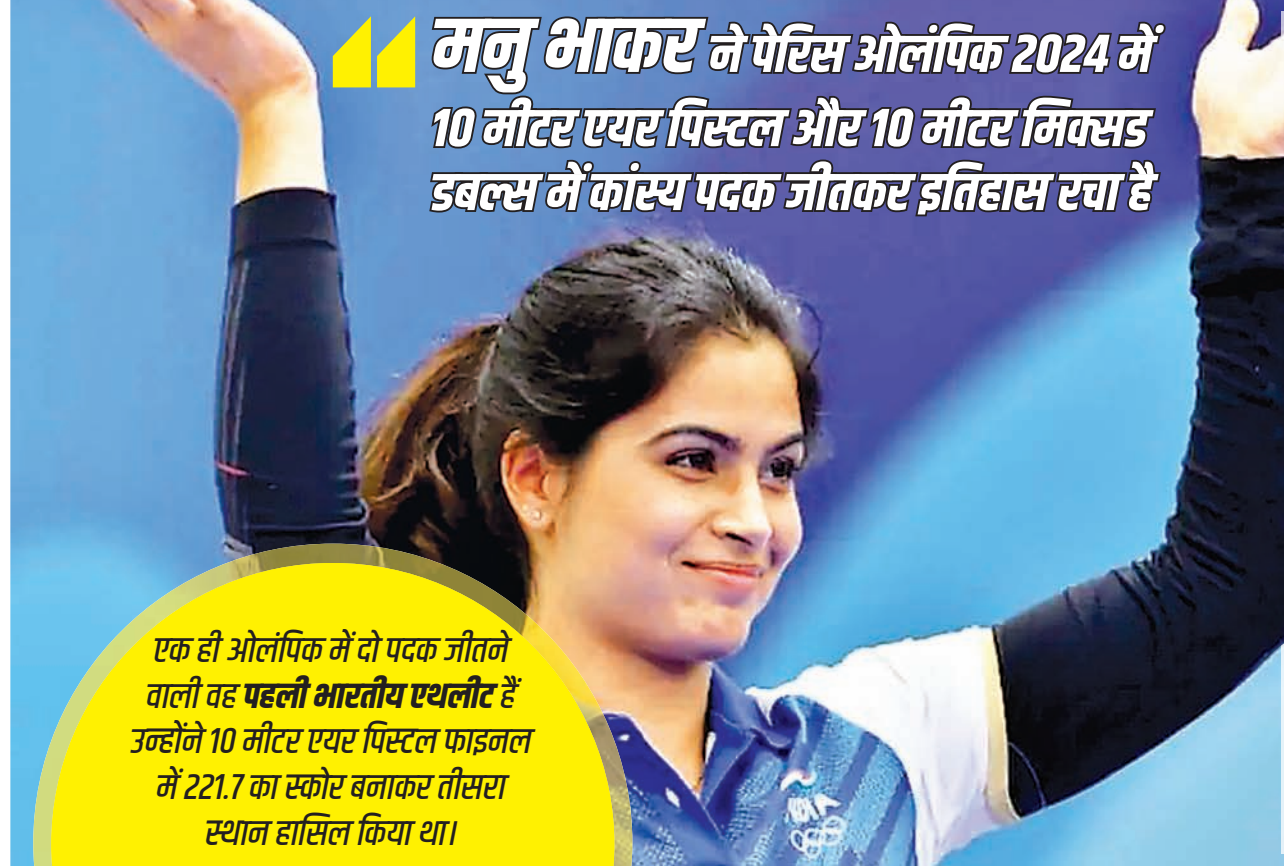 मनु भाकर ने पेरिस ओलंपिक 2024 में
10 मीटर एयर पिस्टल और 10 मीटर मिक्सड
डबल्स में कांस्य पदक जीतकर इतिहास रचा है
एक ही ओलंपिक में दो पदक जीतने
वाली वह पहली भारतीय एथलीट हैं
उन्होंने 10 मीटर एयर पिस्टल फाइनल
में 221.7 का स्कोर बनाकर तीसरा
स्थान हासिल किया था।